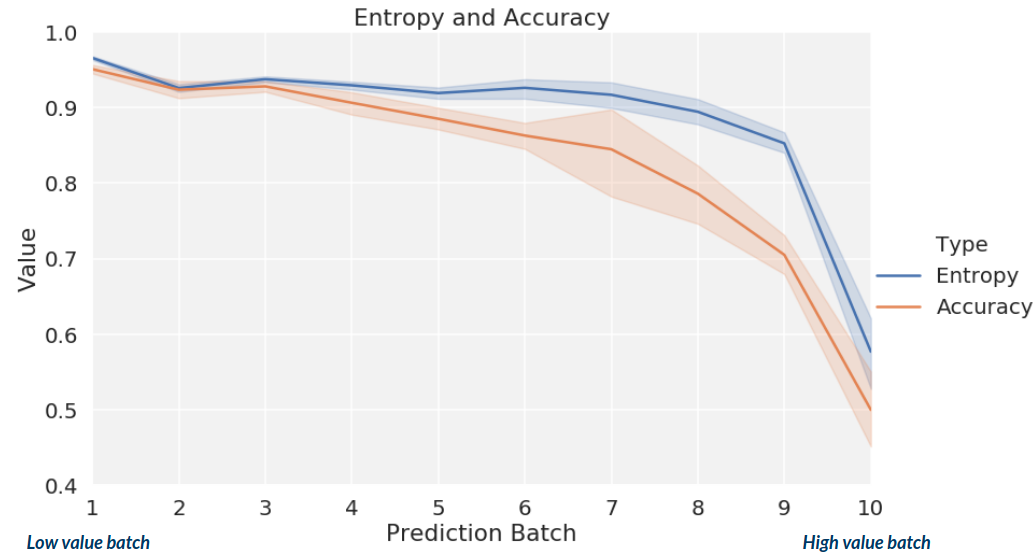 Entropy and Accuracy
1.0
0.9
0.8
0.7
0.6
0.5
0.4
Value
1 2 3 4 5 6 7 8 9 10
Prediction Batch
Low value batch
High value batch
Type
Entropy
Accuracy